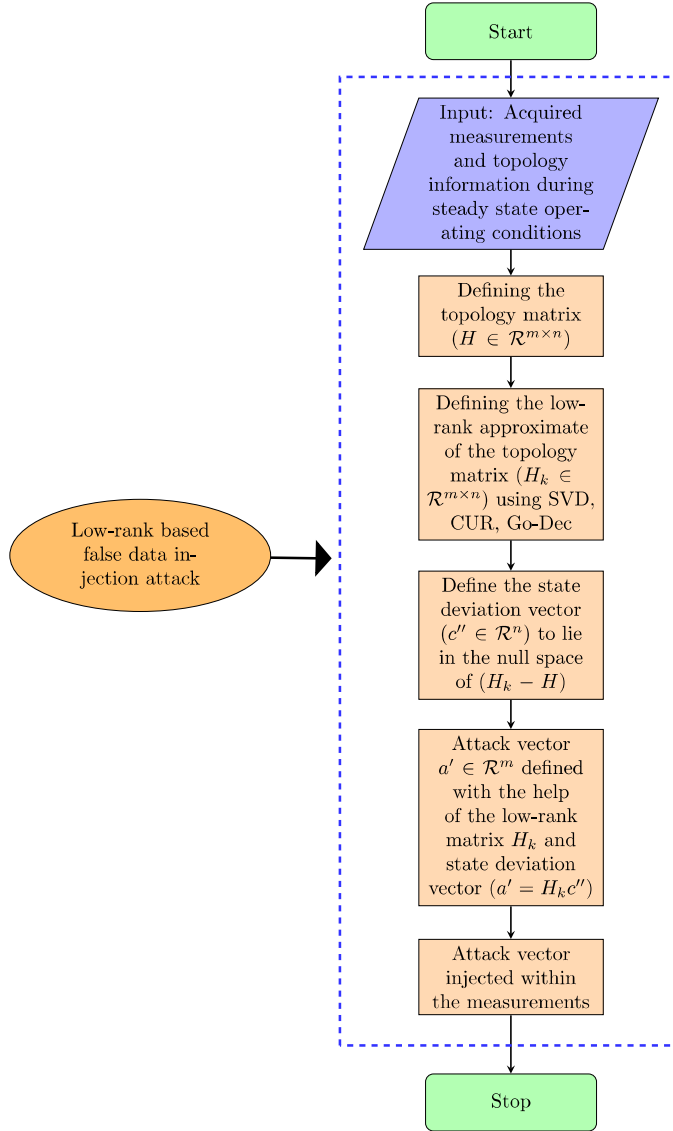 Start
Input: Acquired
measurements
and topology
information during
steady state oper-
ating conditions
Defining the
topology matrix
(H ∈ ℛ^{m×n})
Defining the low-
rank approximate
of the topology
matrix (H_k ∈
ℛ^{m×n}) using SVD,
CUR, Go-Dec
Low-rank based
false data in-
jection attack
Define the state
deviation vector
(c″ ∈ ℛ^n) to lie
in the null space
of (H_k − H)
Attack vector
a′ ∈ ℛ^m defined
with the help
of the low-rank
matrix H_k and
state deviation
vector (a′ = H_k c″)
Attack vector
injected within
the measurements
Stop